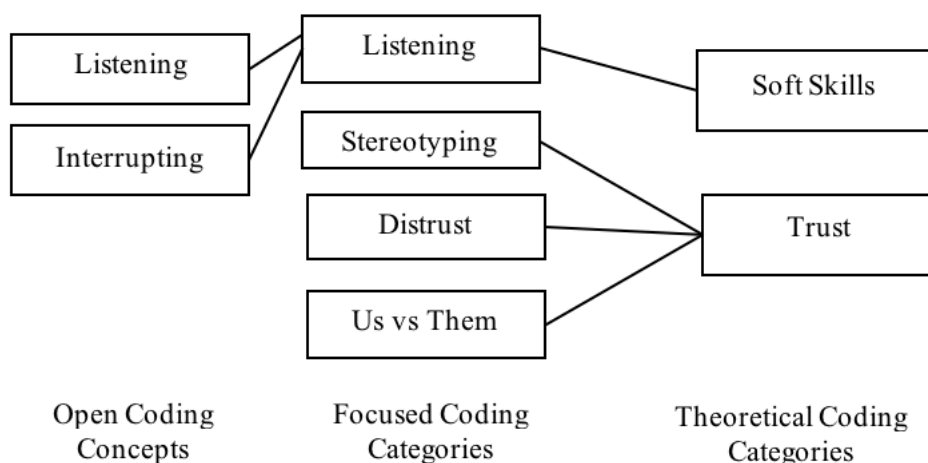 Listening
Interrupting
Listening
Stereotyping
Distrust
Us vs Them
Soft Skills
Trust
Open Coding
Concepts
Focused Coding
Categories
Theoretical Coding
Categories